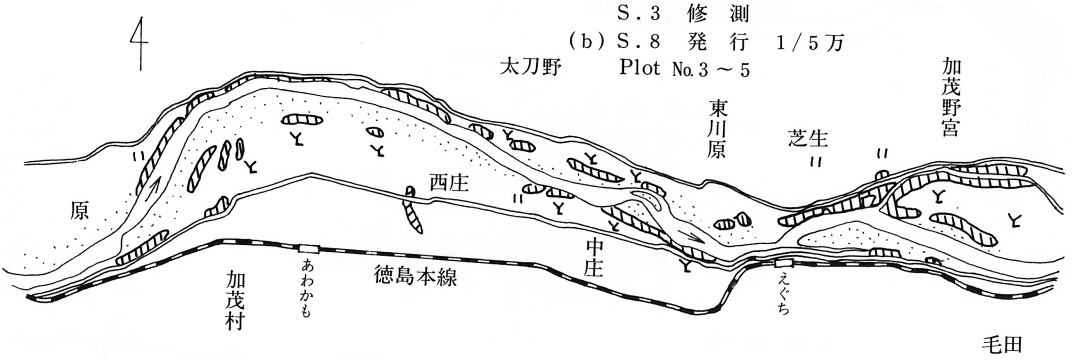 S.3 修測
(b) S.8 発行 1/5万
Plot No.3～5
太刀野
加茂野宮
東川原
芝生
原
西庄
中庄
徳島本線
加茂村
あわかも
えぐち
毛田